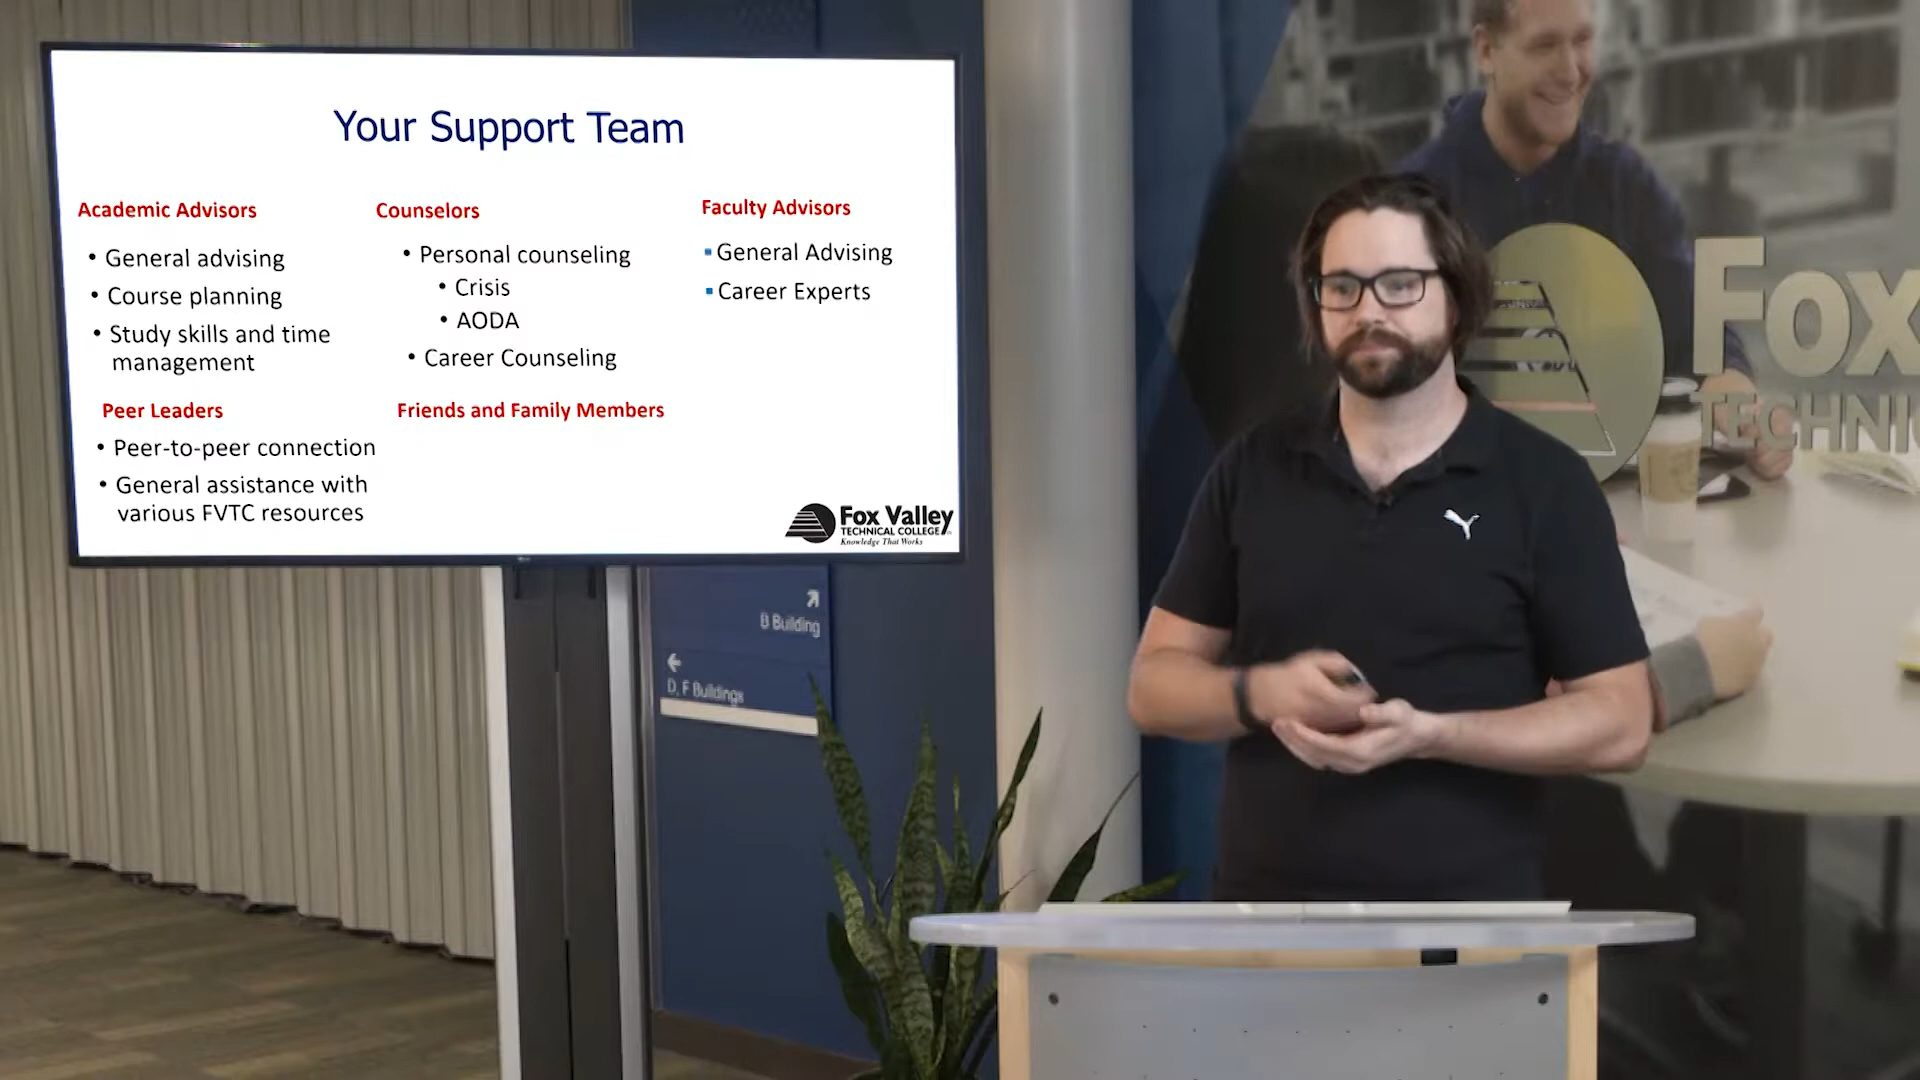 Your Support Team
Academic Advisors
• General advising
• Course planning
• Study skills and time
management
Counselors
• Personal counseling
• Crisis
• AODA
• Career Counseling
Faculty Advisors
▪ General Advising
▪ Career Experts
Peer Leaders
• Peer-to-peer connection
• General assistance with
various FVTC resources
Friends and Family Members
Fox Valley
TECHNICAL COLLEGE
Knowledge That Works
B Building
D, F Buildings
Fox
TECHNI